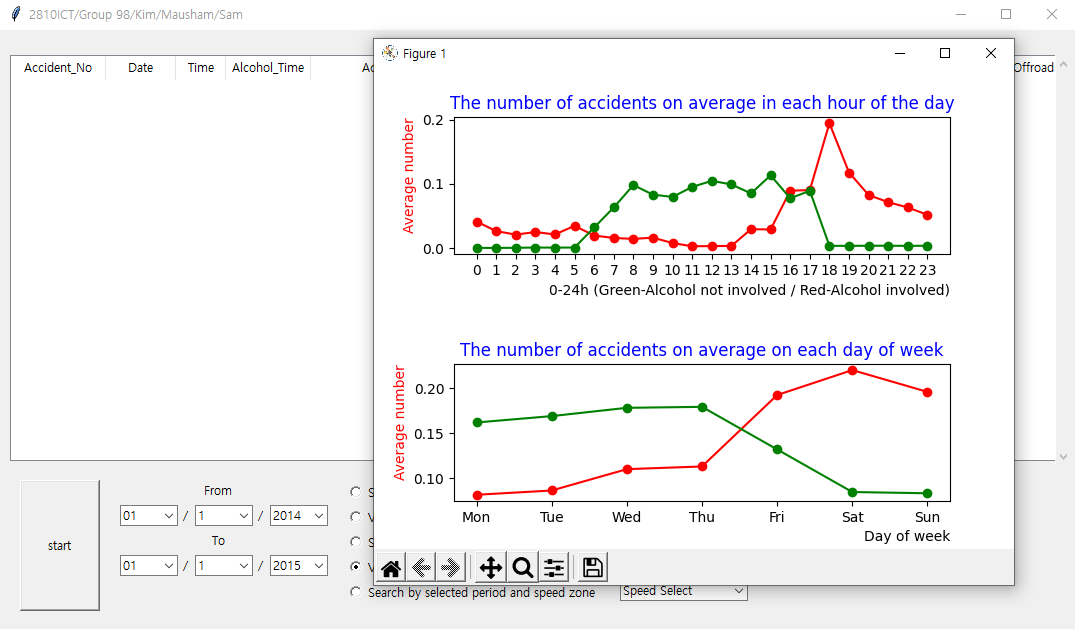 2810ICT/Group 98/Kim/Mausham/Sam
Figure 1
Accident_No Date Time Alcohol_Time Offroad
The number of accidents on average in each hour of the day
Average number
0.2
0.1
0.0
0 1 2 3 4 5 6 7 8 9 10 11 12 13 14 15 16 17 18 19 20 21 22 23
0-24h (Green-Alcohol not involved / Red-Alcohol involved)
The number of accidents on average on each day of week
Average number
0.20
0.15
0.10
Mon Tue Wed Thu Fri Sat Sun
Day of week
start
From
01 / 1 / 2014
To
01 / 1 / 2015
Search by selected period and speed zone
Speed Select